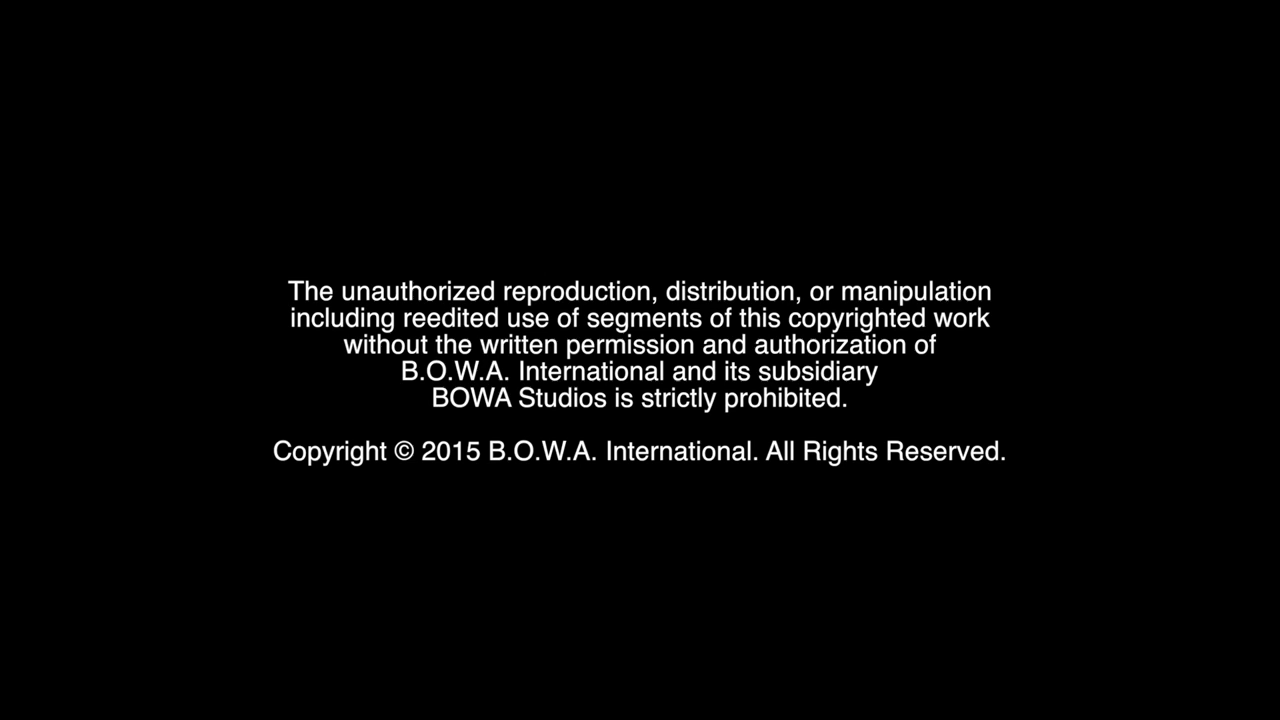 The unauthorized reproduction, distribution, or manipulation
including reedited use of segments of this copyrighted work
without the written permission and authorization of
B.O.W.A. International and its subsidiary
BOWA Studios is strictly prohibited.
Copyright © 2015 B.O.W.A. International. All Rights Reserved.